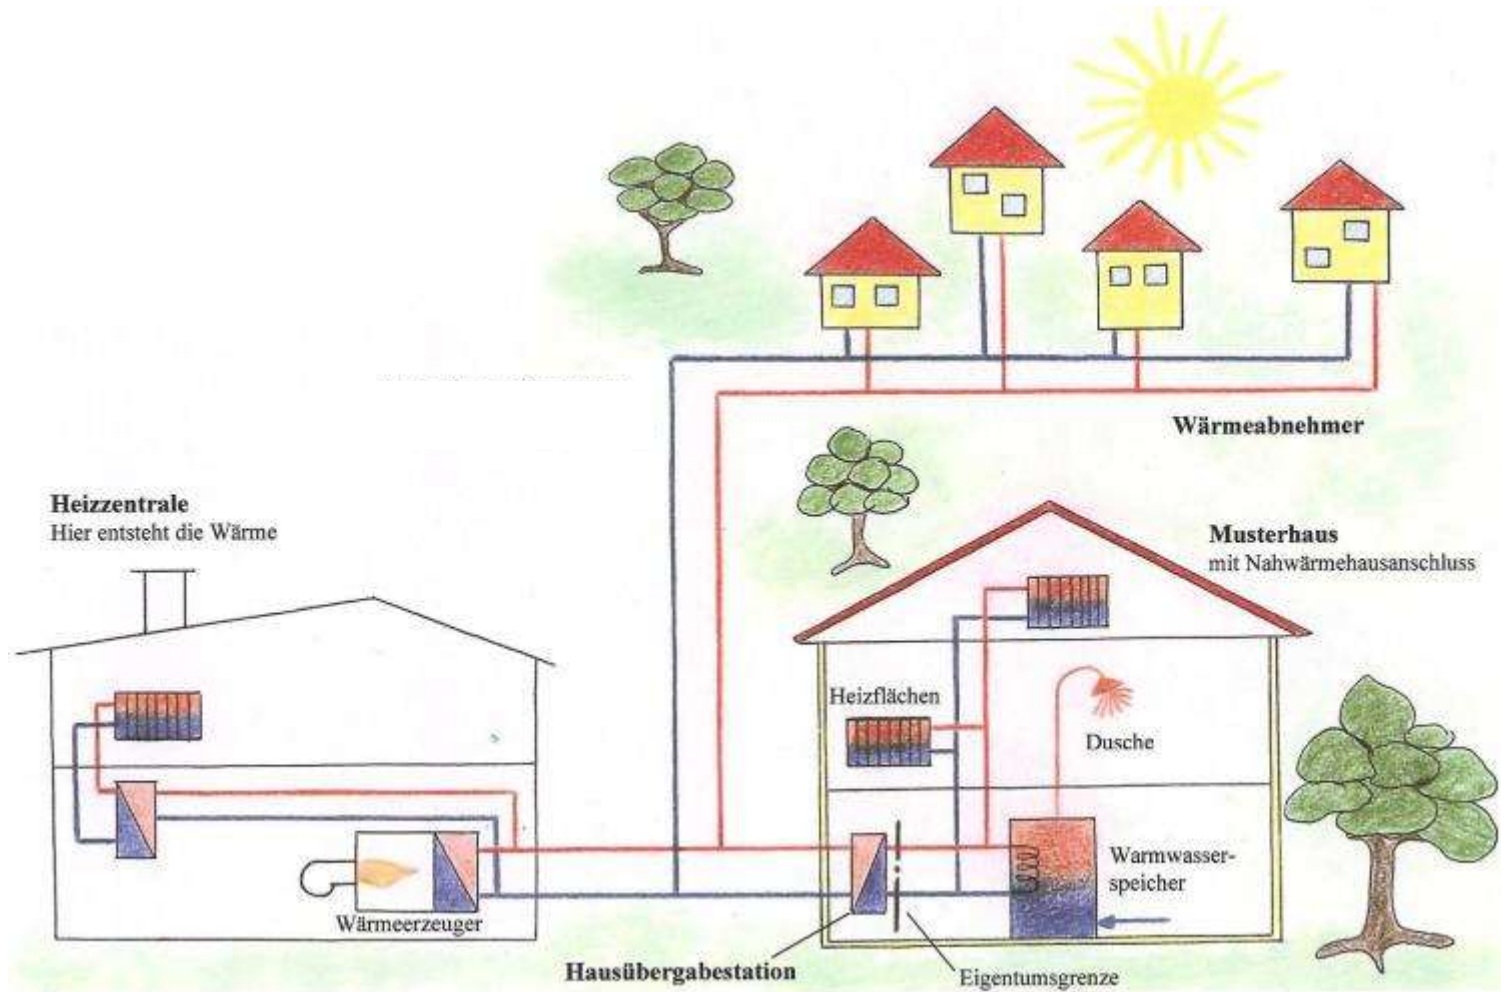 Wärmeabnehmer
Heizzentrale
Hier entsteht die Wärme
Musterhaus
mit Nahwärmehausanschluss
Heizflächen
Dusche
Warmwasser-
speicher
Wärmeerzeuger
Hausübergabestation
Eigentumsgrenze